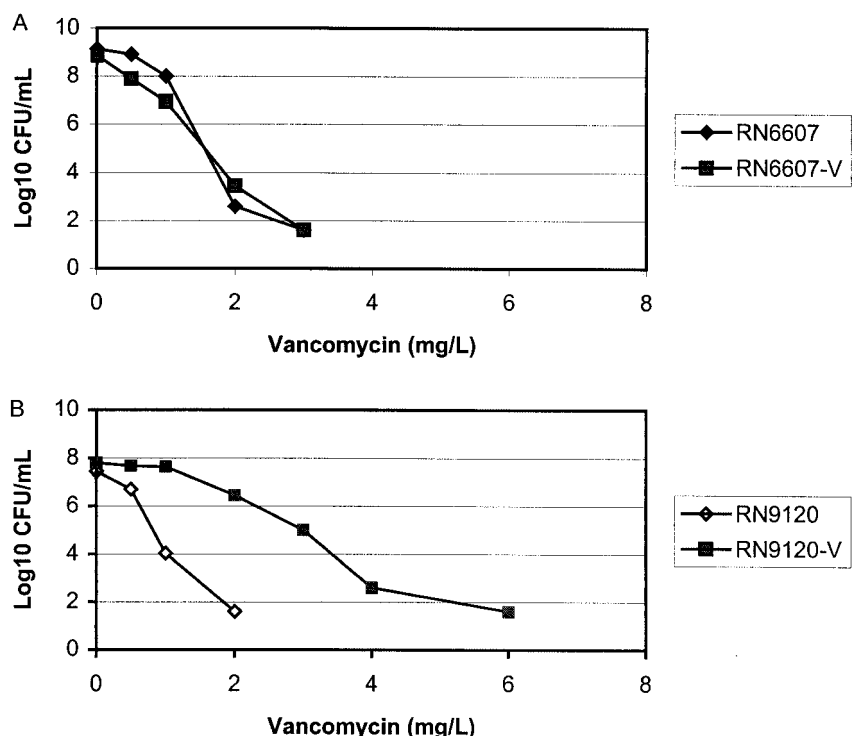 A
10
8
6
4
2
0
Log10 CFU/mL
0 2 4 6 8
Vancomycin (mg/L)
RN6607
RN6607-V
B
10
8
6
4
2
0
Log10 CFU/mL
0 2 4 6 8
Vancomycin (mg/L)
RN9120
RN9120-V